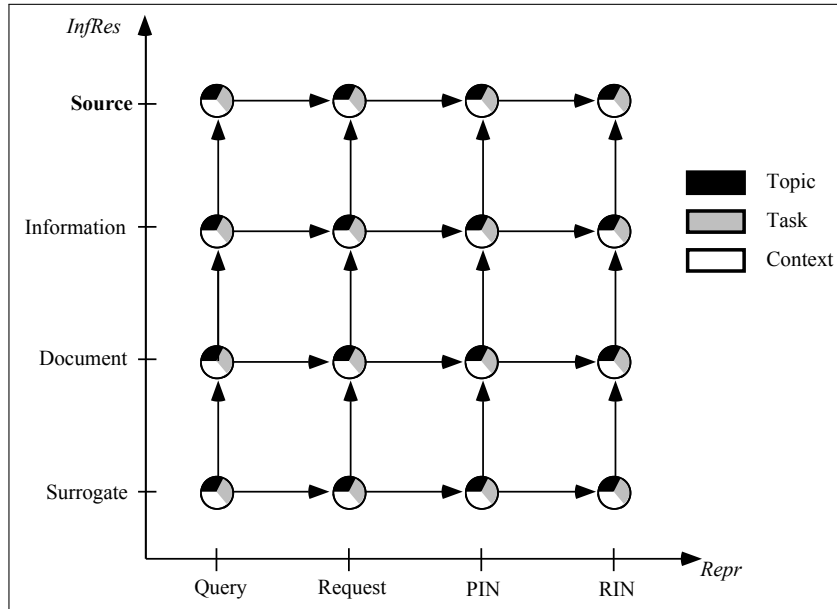 InfRes
Source
Information
Document
Surrogate
Topic
Task
Context
Query Request PIN RIN
Repr